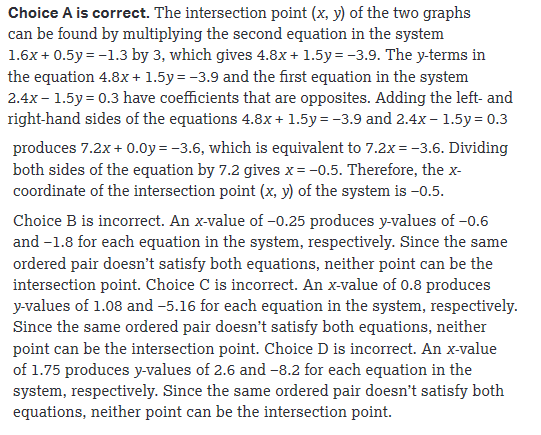 Choice A is correct. The intersection point (x, y) of the two graphs
can be found by multiplying the second equation in the system
1.6x + 0.5y = −1.3 by 3, which gives 4.8x + 1.5y = −3.9. The y-terms in
the equation 4.8x + 1.5y = −3.9 and the first equation in the system
2.4x − 1.5y = 0.3 have coefficients that are opposites. Adding the left- and
right-hand sides of the equations 4.8x + 1.5y = −3.9 and 2.4x − 1.5y = 0.3
produces 7.2x + 0.0y = −3.6, which is equivalent to 7.2x = −3.6. Dividing
both sides of the equation by 7.2 gives x = −0.5. Therefore, the x-
coordinate of the intersection point (x, y) of the system is −0.5.
Choice B is incorrect. An x-value of −0.25 produces y-values of −0.6
and −1.8 for each equation in the system, respectively. Since the same
ordered pair doesn’t satisfy both equations, neither point can be the
intersection point. Choice C is incorrect. An x-value of 0.8 produces
y-values of 1.08 and −5.16 for each equation in the system, respectively.
Since the same ordered pair doesn’t satisfy both equations, neither
point can be the intersection point. Choice D is incorrect. An x-value
of 1.75 produces y-values of 2.6 and −8.2 for each equation in the
system, respectively. Since the same ordered pair doesn’t satisfy both
equations, neither point can be the intersection point.